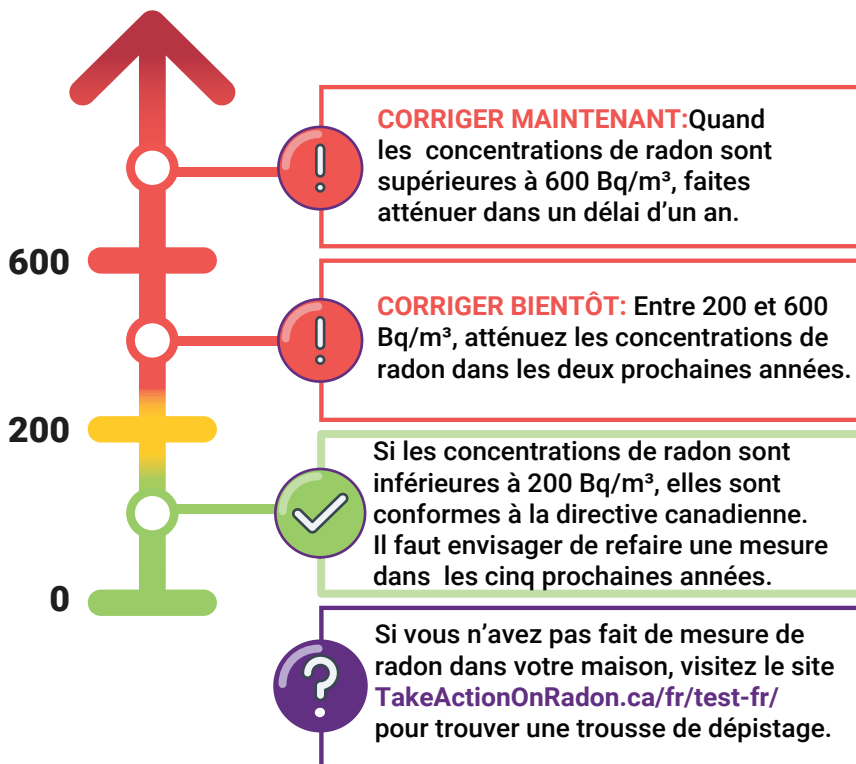 CORRIGER MAINTENANT:Quand
les concentrations de radon sont
supérieures à 600 Bq/m³, faites
atténuer dans un délai d'un an.
600
CORRIGER BIENTÔT: Entre 200 et 600
Bq/m³, atténuez les concentrations de
radon dans les deux prochaines années.
200
Si les concentrations de radon sont
inférieures à 200 Bq/m³, elles sont
conformes à la directive canadienne.
Il faut envisager de refaire une mesure
dans les cinq prochaines années.
0
Si vous n'avez pas fait de mesure de
radon dans votre maison, visitez le site
TakeActionOnRadon.ca/fr/test-fr/
pour trouver une trousse de dépistage.